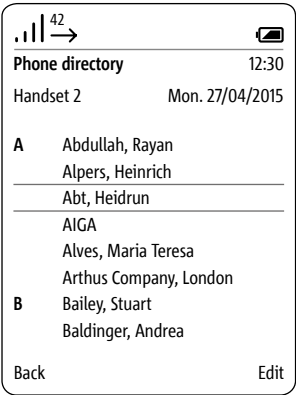 42
Phone directory 12:30
Handset 2 Mon. 27/04/2015
A Abdullah, Rayan
Alpers, Heinrich
Abt, Heidrun
AIGA
Alves, Maria Teresa
Arthus Company, London
B Bailey, Stuart
Baldinger, Andrea
Back Edit